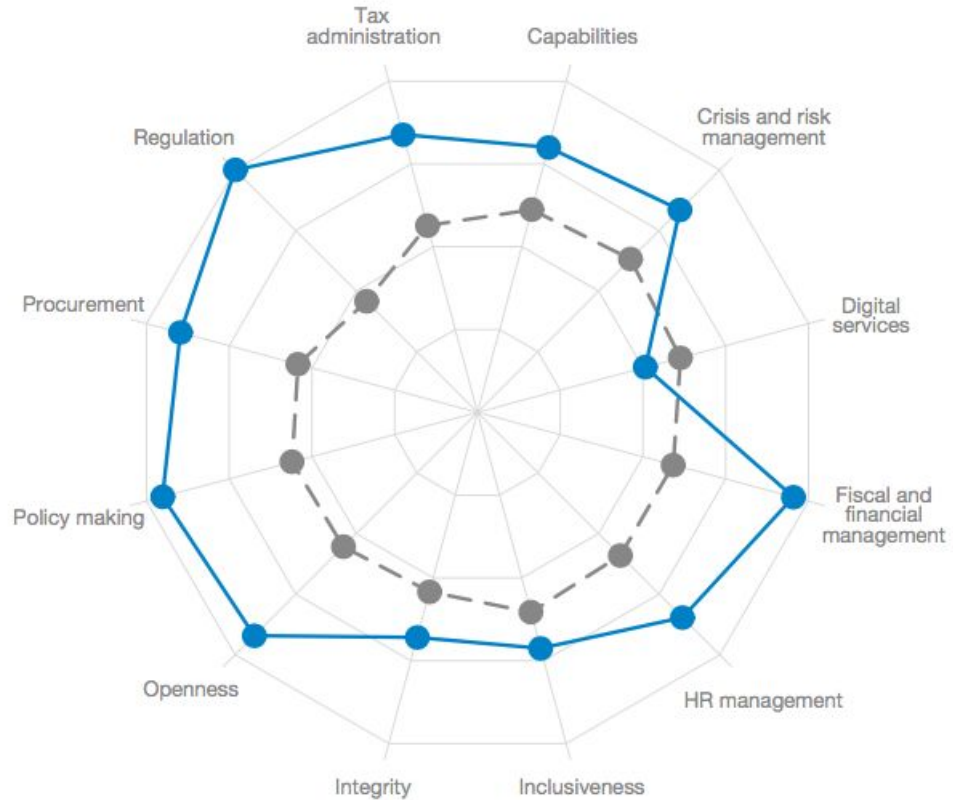 Tax
administration
Capabilities
Crisis and risk
management
Regulation
Procurement
Digital
services
Policy making
Fiscal and
financial
management
Openness
HR management
Integrity
Inclusiveness